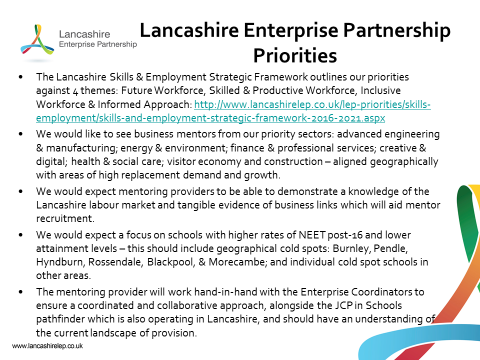 Lancashire
Enterprise Partnership
Lancashire Enterprise Partnership
Priorities
• The Lancashire Skills & Employment Strategic Framework outlines our priorities
against 4 themes: Future Workforce, Skilled & Productive Workforce, Inclusive
Workforce & Informed Approach: http://www.lancashirelep.co.uk/lep-priorities/skills-
employment/skills-and-employment-strategic-framework-2016-2021.aspx
• We would like to see business mentors from our priority sectors: advanced engineering
& manufacturing; energy & environment; finance & professional services; creative &
digital; health & social care; visitor economy and construction – aligned geographically
with areas of high replacement demand and growth.
• We would expect mentoring providers to be able to demonstrate a knowledge of the
Lancashire labour market and tangible evidence of business links which will aid mentor
recruitment.
• We would expect a focus on schools with higher rates of NEET post-16 and lower
attainment levels – this should include geographical cold spots: Burnley, Pendle,
Hyndburn, Rossendale, Blackpool, & Morecambe; and individual cold spot schools in
other areas.
• The mentoring provider will work hand-in-hand with the Enterprise Coordinators to
ensure a coordinated and collaborative approach, alongside the JCP in Schools
pathfinder which is also operating in Lancashire, and should have an understanding of
the current landscape of provision.
www.lancashirelep.co.uk